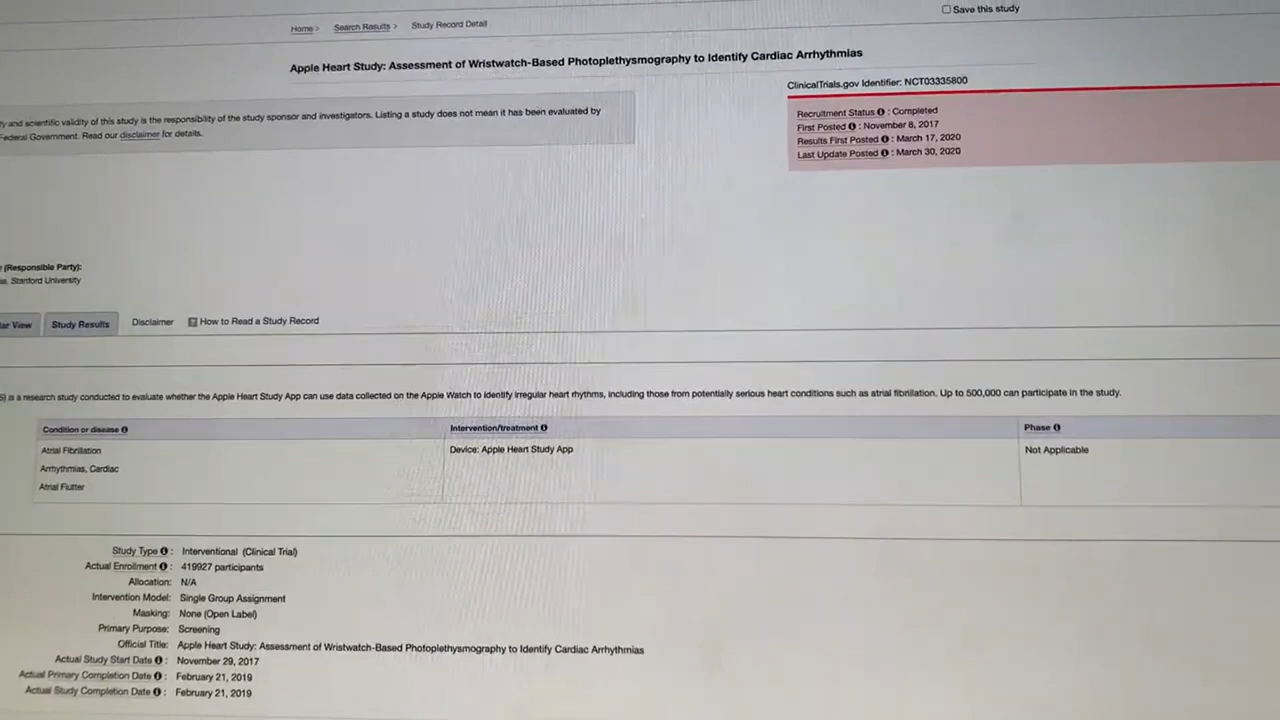 Save this study
Home > Search Results > Study Record Detail
Apple Heart Study: Assessment of Wristwatch-Based Photoplethysmography to Identify Cardiac Arrhythmias
ClinicalTrials.gov Identifier: NCT03335800
and scientific validity of this study is the responsibility of the study sponsor and investigators. Listing a study does not mean it has been evaluated by
Federal Government. Read our disclaimer for details.
Recruitment Status : Completed
First Posted : November 8, 2017
Results First Posted : March 17, 2020
Last Update Posted : March 30, 2020
(Responsible Party):
Stanford University
View Study Results Disclaimer How to Read a Study Record
is a research study conducted to evaluate whether the Apple Heart Study App can use data collected on the Apple Watch to identify irregular heart rhythms, including those from potentially serious heart conditions such as atrial fibrillation. Up to 500,000 can participate in the study.
Condition or disease Intervention/treatment Phase
Atrial Fibrillation Device: Apple Heart Study App Not Applicable
Arrhythmias, Cardiac
Atrial Flutter
Study Type : Interventional (Clinical Trial)
Actual Enrollment : 419927 participants
Allocation: N/A
Intervention Model: Single Group Assignment
Masking: None (Open Label)
Primary Purpose: Screening
Official Title: Apple Heart Study: Assessment of Wristwatch-Based Photoplethysmography to Identify Cardiac Arrhythmias
Actual Study Start Date : November 29, 2017
Actual Primary Completion Date : February 21, 2019
Actual Study Completion Date : February 21, 2019